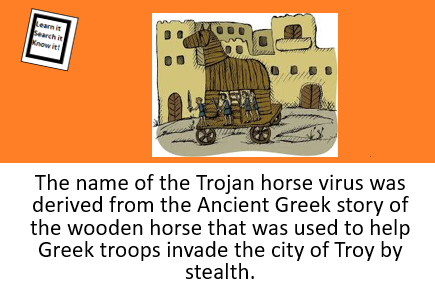 Learn it
Search it
Know it!
The name of the Trojan horse virus was
derived from the Ancient Greek story of
the wooden horse that was used to help
Greek troops invade the city of Troy by
stealth.